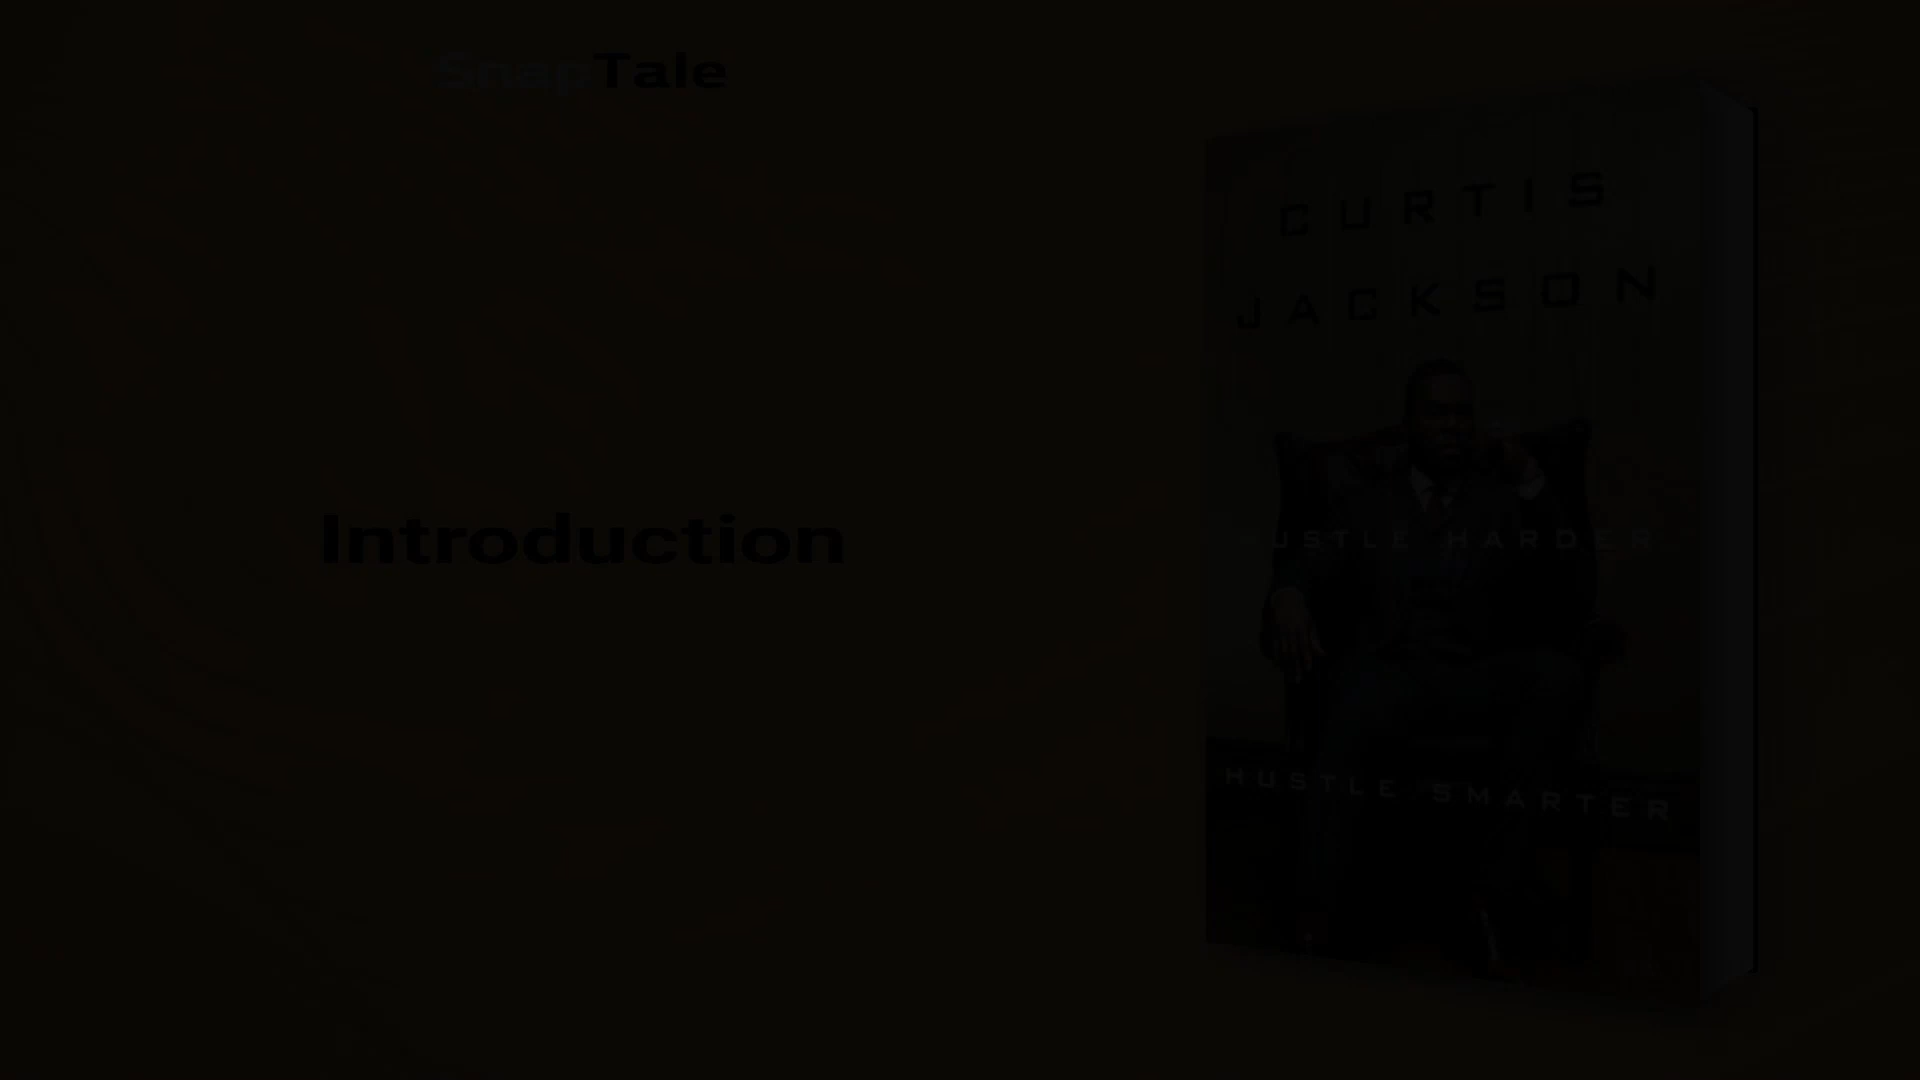 SnapTale
Introduction
CURTIS
JACKSON
HUSTLE HARDER
HUSTLE SMARTER